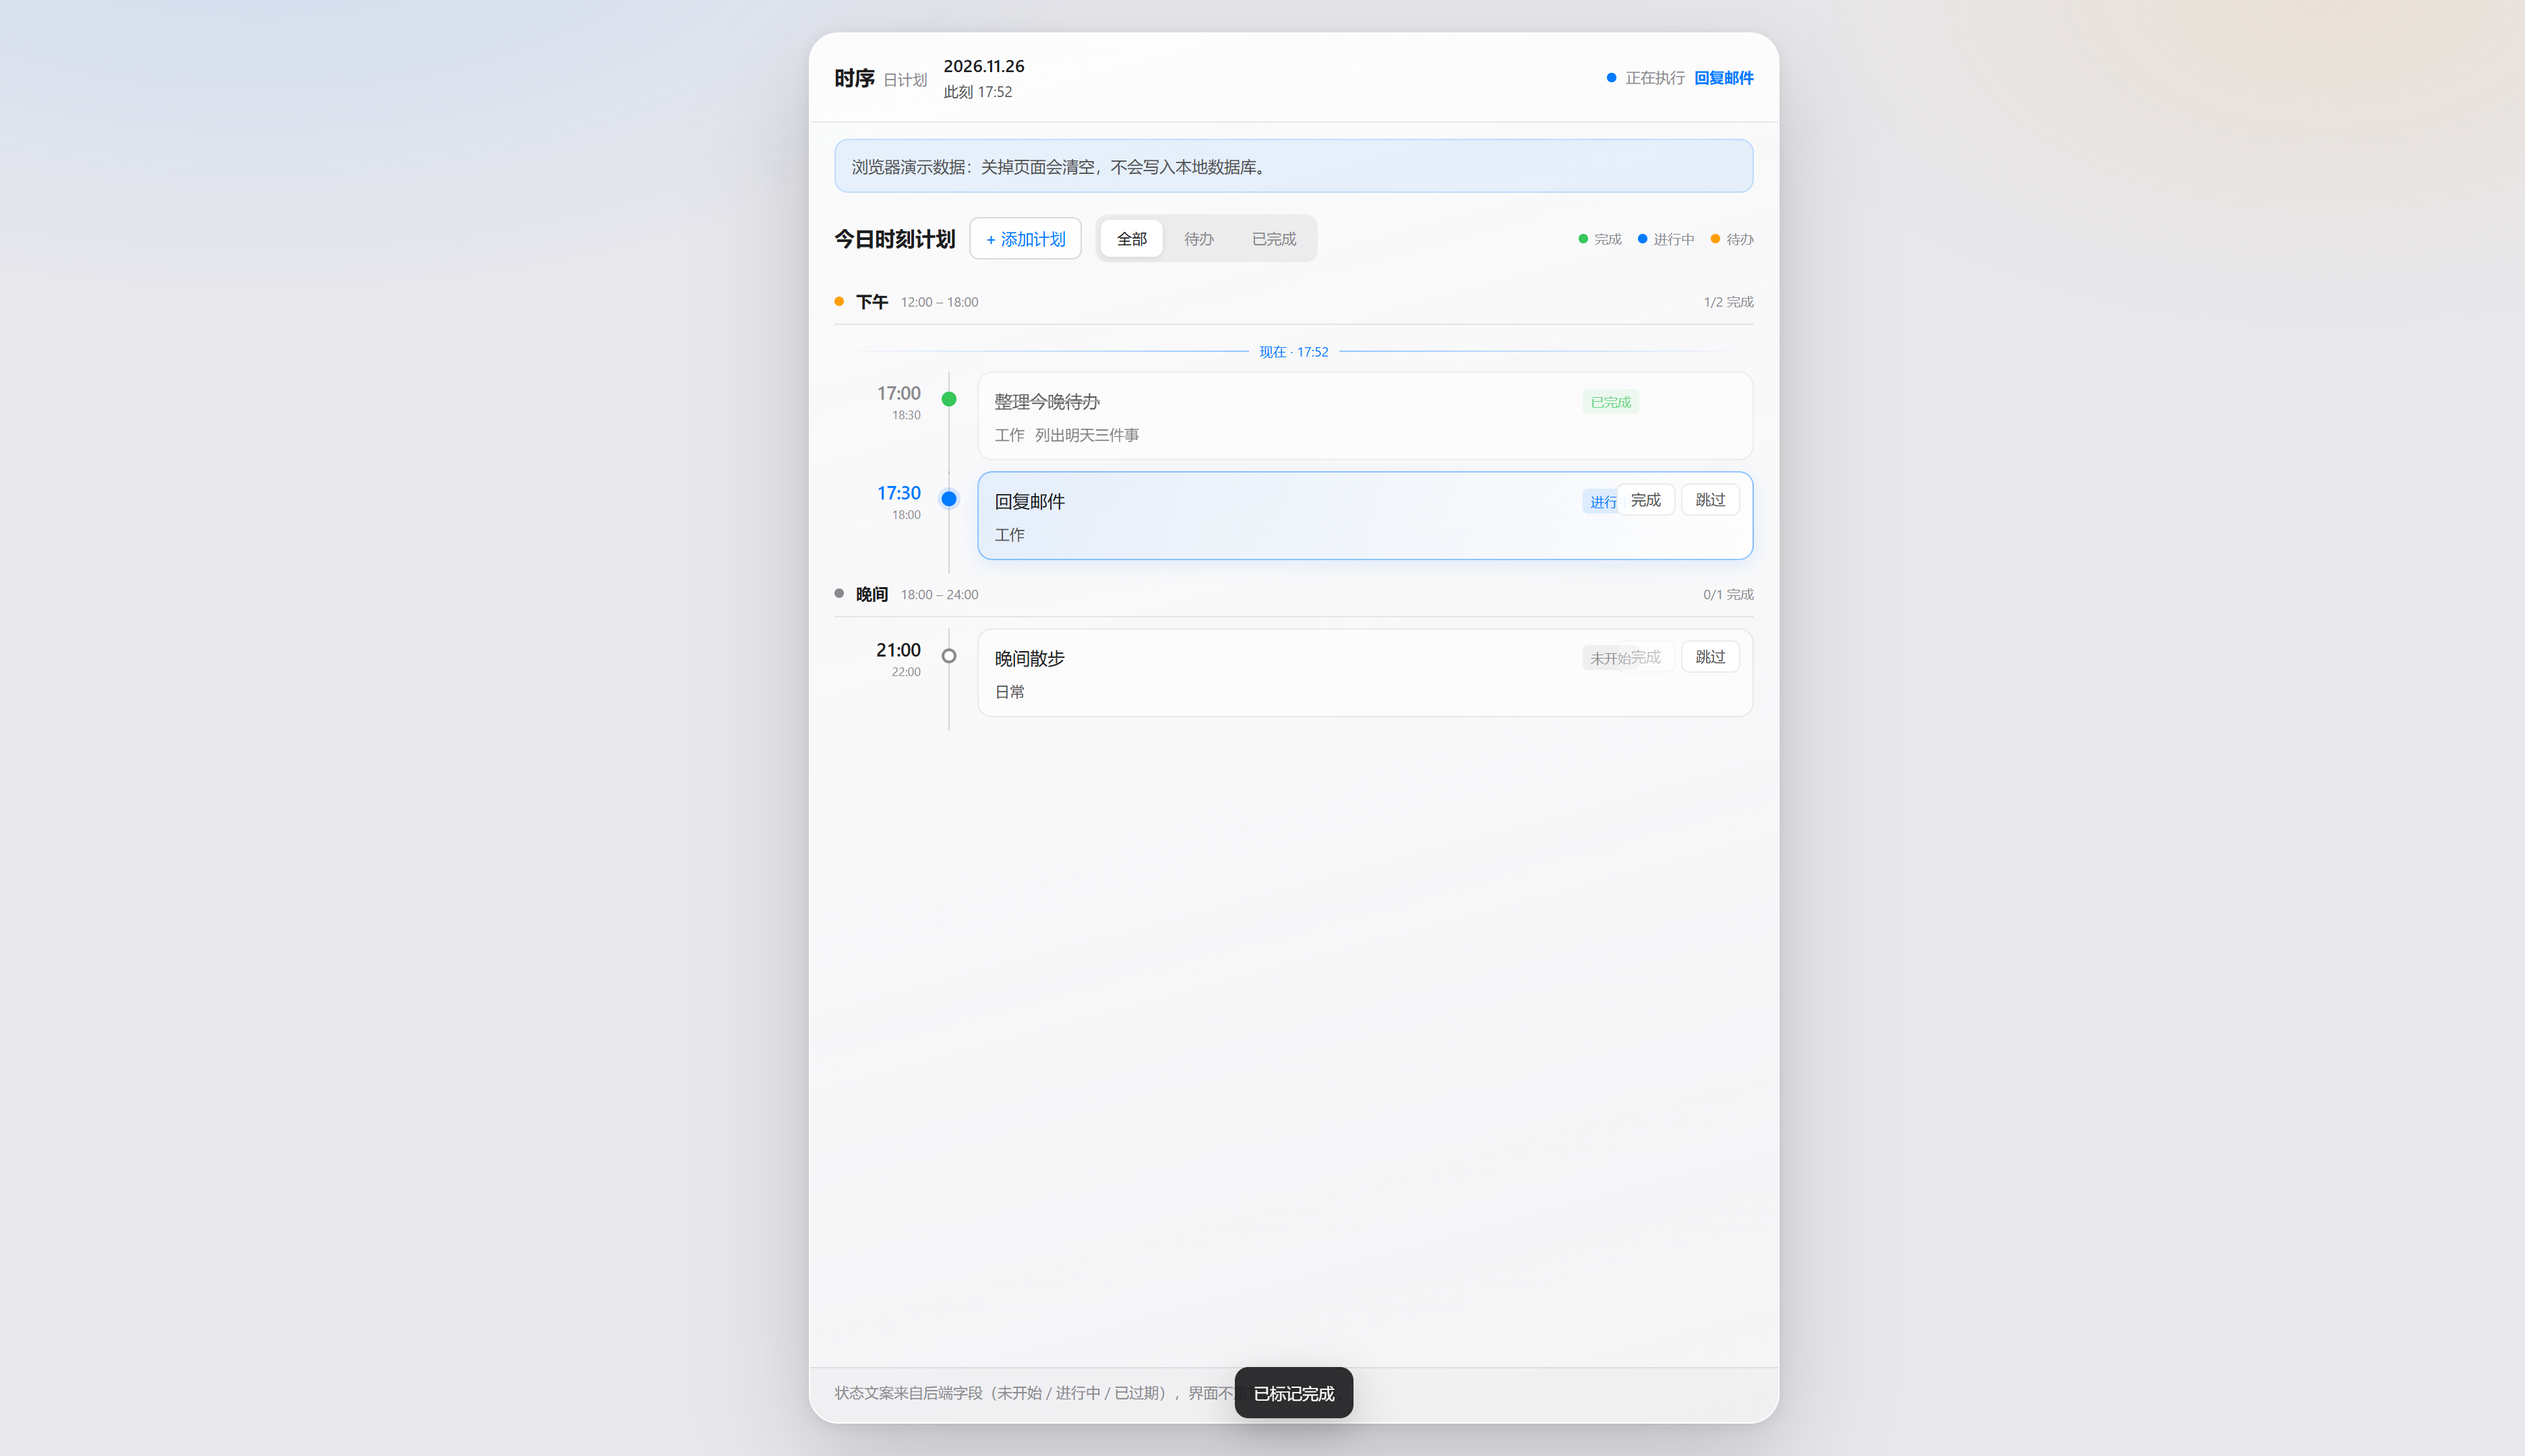 时序 日计划
2026.11.26
此刻 17:52
正在执行 回复邮件
浏览器演示数据：关掉页面会清空，不会写入本地数据库。
今日时刻计划 + 添加计划 全部 待办 已完成 完成 进行中 待办
下午 12:00 – 18:00 1/2 完成
现在 · 17:52
17:00
18:30
整理今晚待办 已完成
工作 列出明天三件事
17:30
18:00
回复邮件 进行 完成 跳过
工作
晚间 18:00 – 24:00 0/1 完成
21:00
22:00
晚间散步 未开始 完成 跳过
日常
状态文案来自后端字段（未开始 / 进行中 / 已过期），界面不
已标记完成